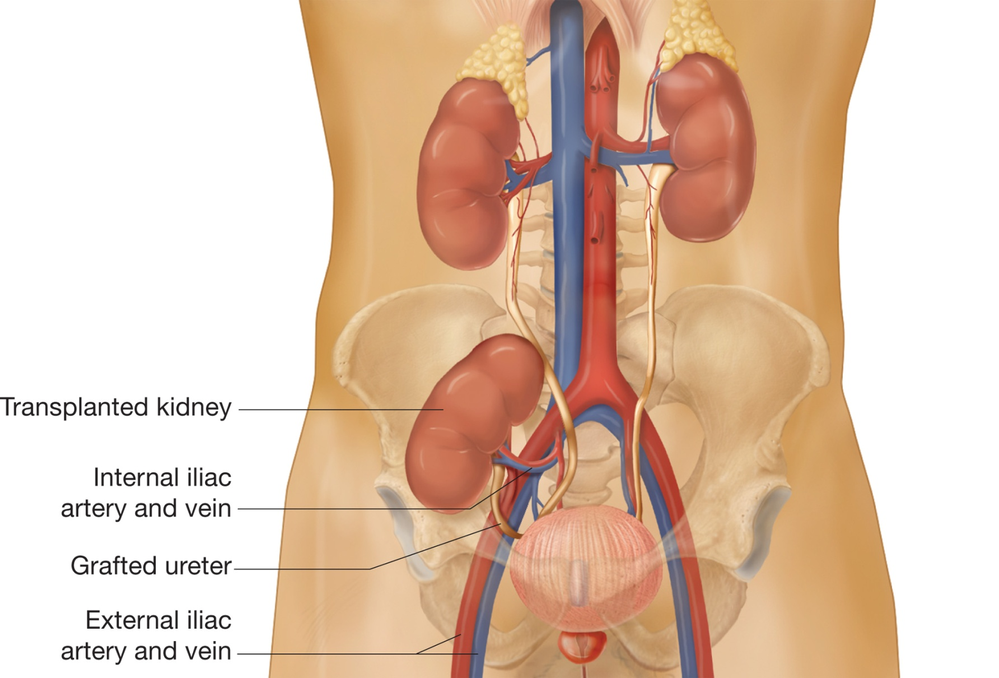 Transplanted kidney
Internal iliac
artery and vein
Grafted ureter
External iliac
artery and vein